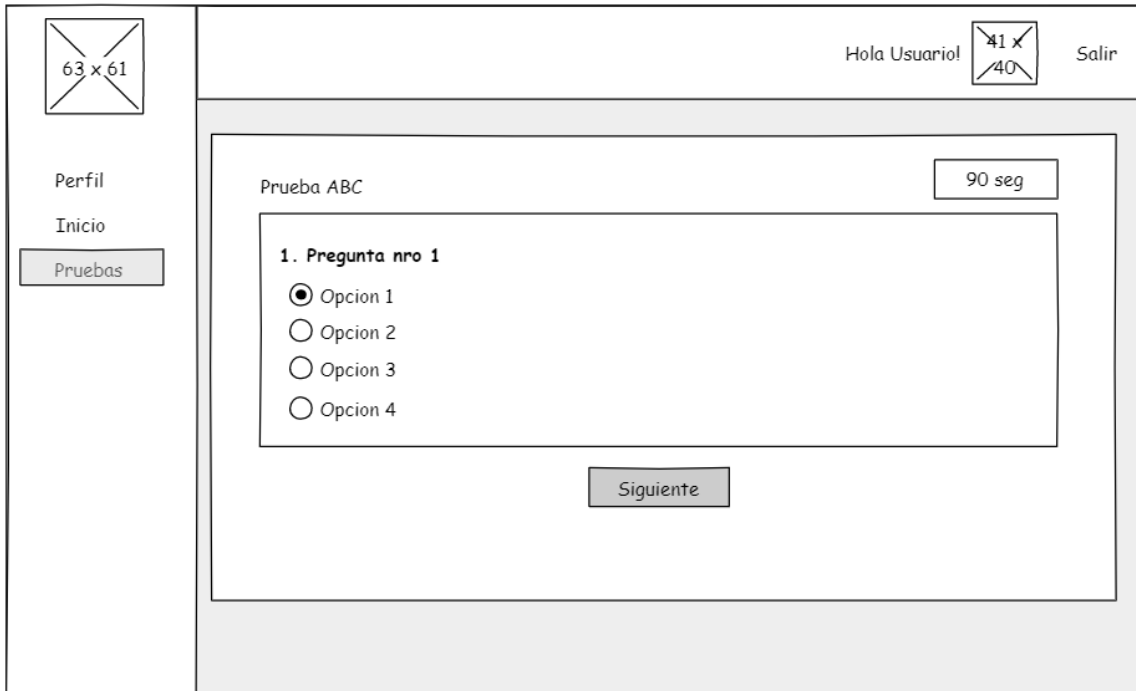 63 x 61
Hola Usuario!
41 x
40
Salir
Perfil
Inicio
Pruebas
Prueba ABC
90 seg
1. Pregunta nro 1
Opcion 1
Opcion 2
Opcion 3
Opcion 4
Siguiente